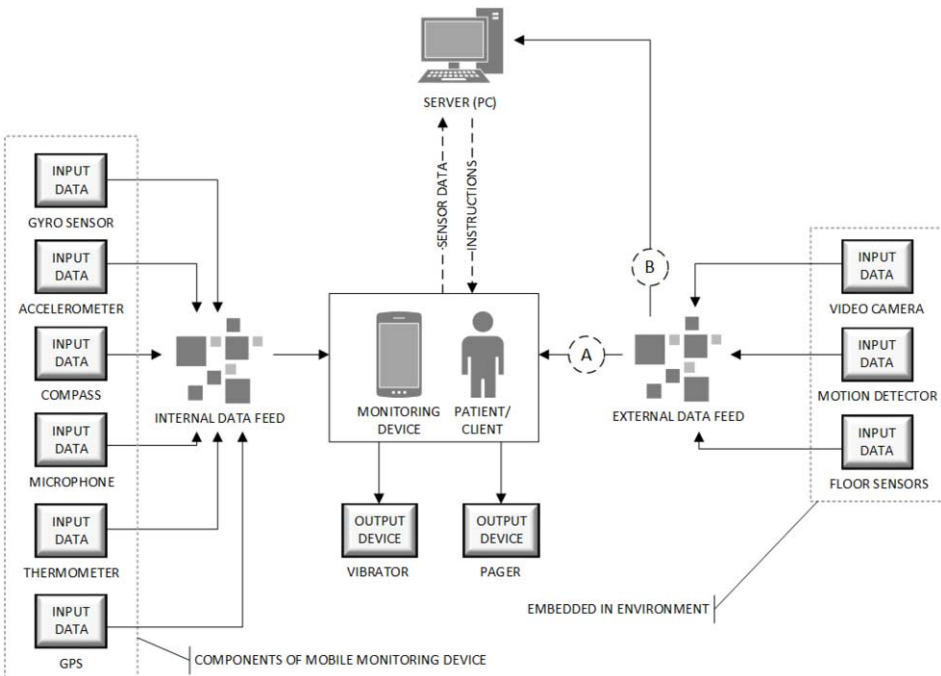 SERVER (PC)
SENSOR DATA
INSTRUCTIONS
INPUT
DATA
GYRO SENSOR
INPUT
DATA
ACCELEROMETER
INPUT
DATA
COMPASS
INPUT
DATA
MICROPHONE
INPUT
DATA
THERMOMETER
INPUT
DATA
GPS
INTERNAL DATA FEED
MONITORING
DEVICE
PATIENT/
CLIENT
A
B
EXTERNAL DATA FEED
INPUT
DATA
VIDEO CAMERA
INPUT
DATA
MOTION DETECTOR
INPUT
DATA
FLOOR SENSORS
OUTPUT
DEVICE
VIBRATOR
OUTPUT
DEVICE
PAGER
EMBEDDED IN ENVIRONMENT
COMPONENTS OF MOBILE MONITORING DEVICE